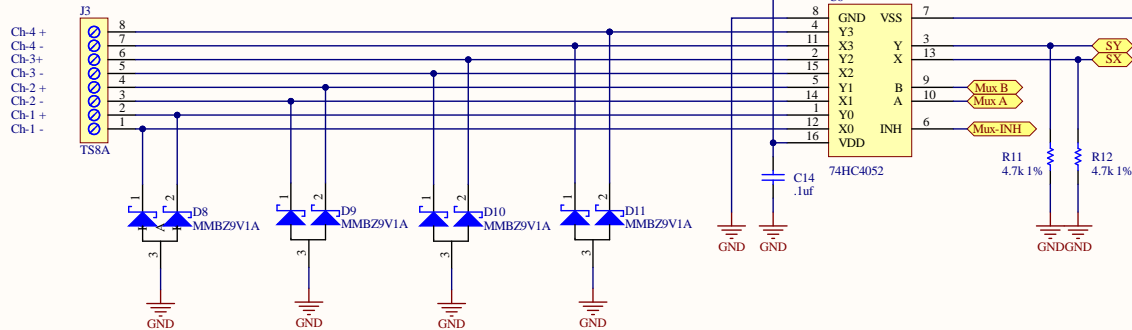 J3
Ch-4 + 8
Ch-4 - 7
Ch-3+ 6
Ch-3 - 5
Ch-2 + 4
Ch-2 - 3
Ch-1 + 2
Ch-1 - 1
TS8A
8 GND VSS 7
4 Y3
11 X3 Y 3 SY
2 Y2 X 13 SX
15 X2
5 Y1 B 9 Mux B
14 X1 A 10 Mux A
1 Y0
12 X0 INH 6 Mux-INH
16 VDD
74HC4052
C14
.1uf
R11
4.7k 1%
R12
4.7k 1%
GND
GND
GND
GND
1 2
D8
MMBZ9V1A
A
3
GND
1 2
D9
MMBZ9V1A
3
GND
1 2
D10
MMBZ9V1A
3
GND
1 2
D11
MMBZ9V1A
3
GND